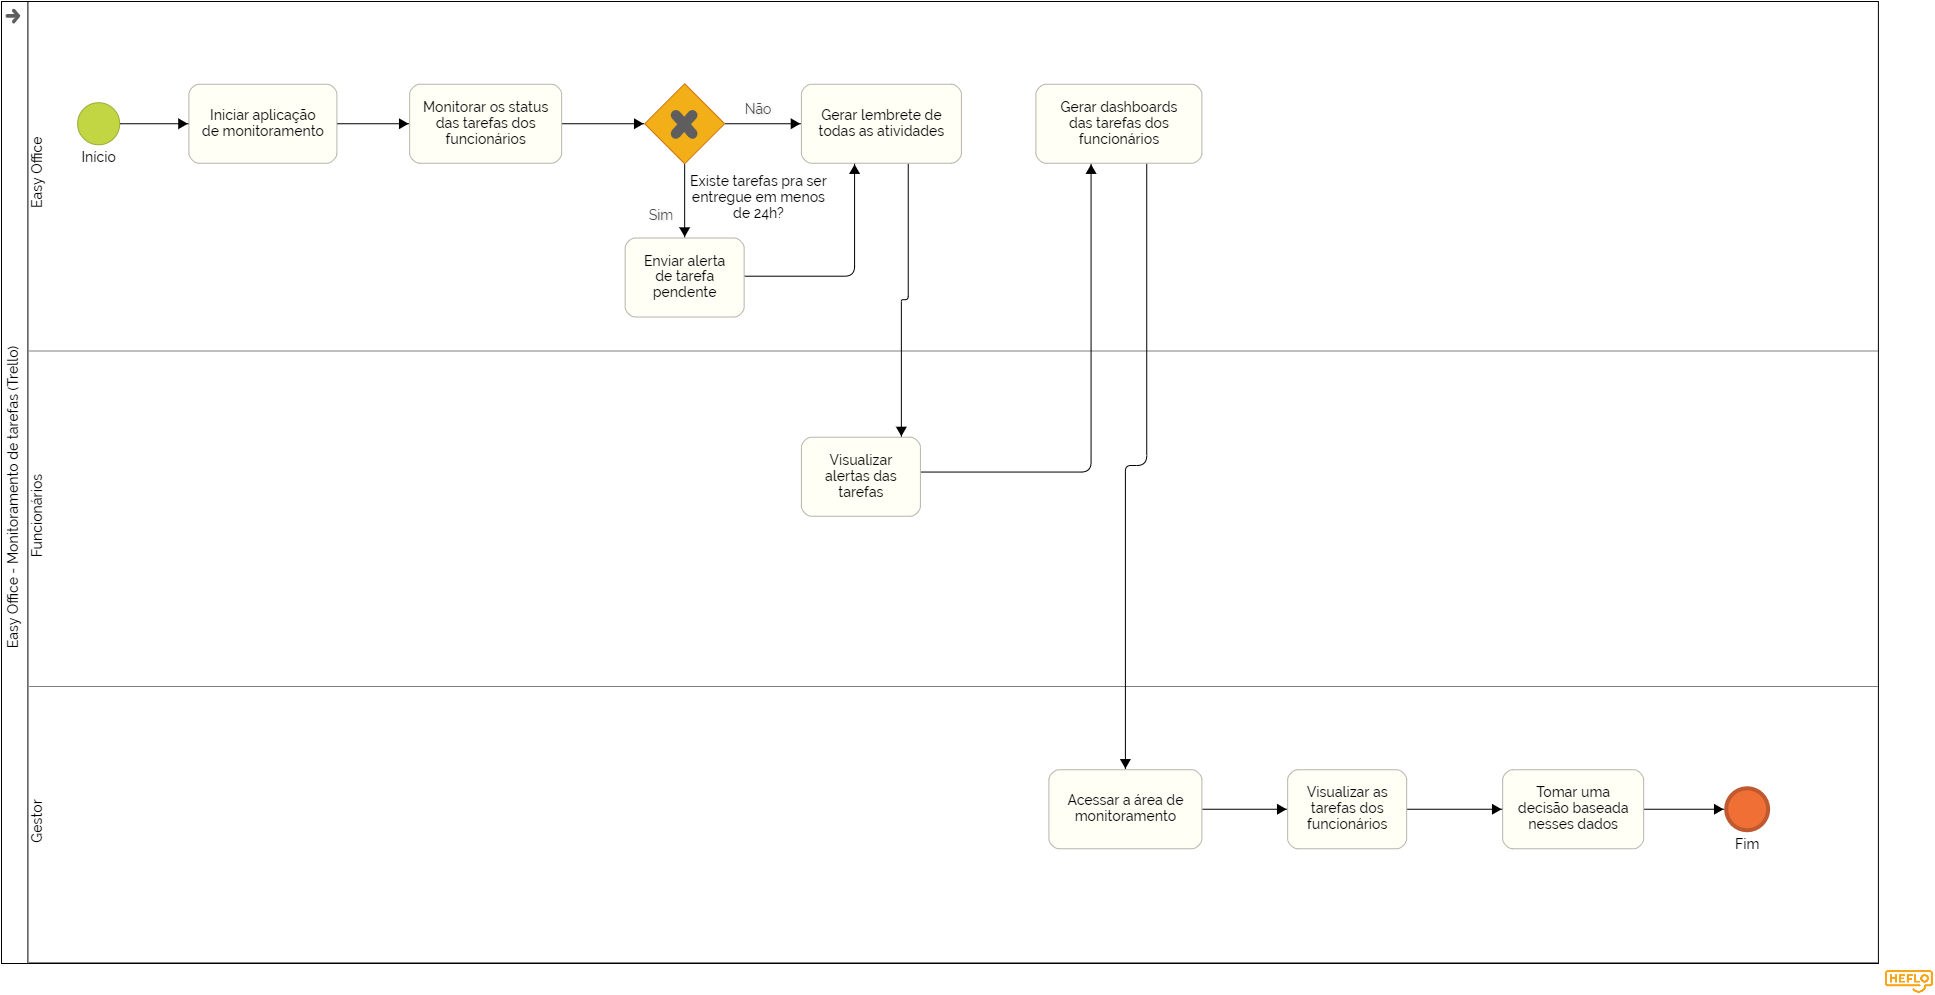 Easy Office - Monitoramento de tarefas (Trello)
Easy Office
Início
Iniciar aplicação
de monitoramento
Monitorar os status
das tarefas dos
funcionários
Não
Existe tarefas pra ser
entregue em menos
de 24h?
Sim
Enviar alerta
de tarefa
pendente
Gerar lembrete de
todas as atividades
Gerar dashboards
das tarefas dos
funcionários
Funcionários
Visualizar
alertas das
tarefas
Gestor
Acessar a área de
monitoramento
Visualizar as
tarefas dos
funcionários
Tomar uma
decisão baseada
nesses dados
Fim
HEFLO